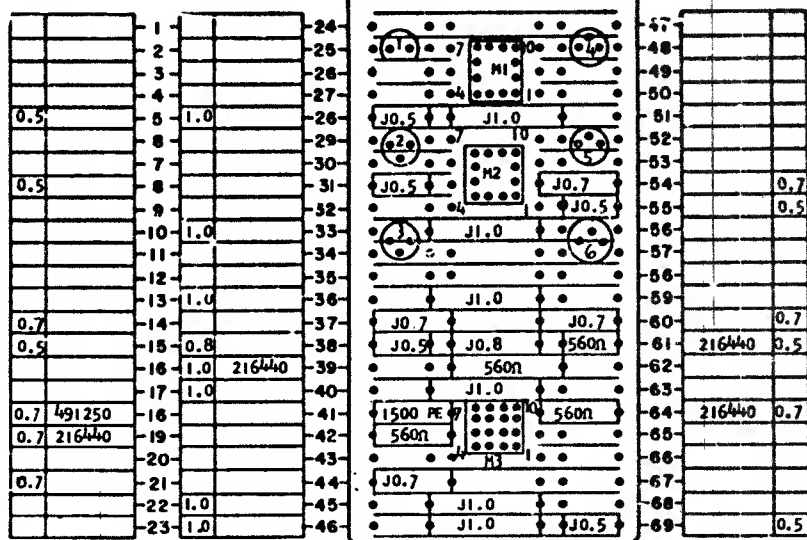 1 24 47
2 25 1 7 10 4 48
3 26 M1 49
4 27 4 1 50
0.5 5 1.0 28 J0.5 J1.0 51
6 29 2 7 10 52
7 30 5 53
0.5 8 31 J0.5 M2 J0.7 54 0.7
9 32 4 1 J0.5 55 0.5
10 1.0 33 3 J1.0 56
11 34 6 57
12 35 58
13 1.0 36 J1.0 59
0.7 14 37 J0.7 J0.7 60 0.7
0.5 15 0.8 38 J0.5 J0.8 560Ω 61 216440 0.5
16 1.0 216440 39 560Ω 62
17 1.0 40 J1.0 63
0.7 491250 18 41 1500 PE 7 10 560Ω 64 216440 0.7
0.7 216440 19 42 560Ω 65
20 43 4 M3 1 66
0.7 21 44 J0.7 67
22 1.0 45 J1.0 68
23 1.0 46 J1.0 J0.5 69 0.5